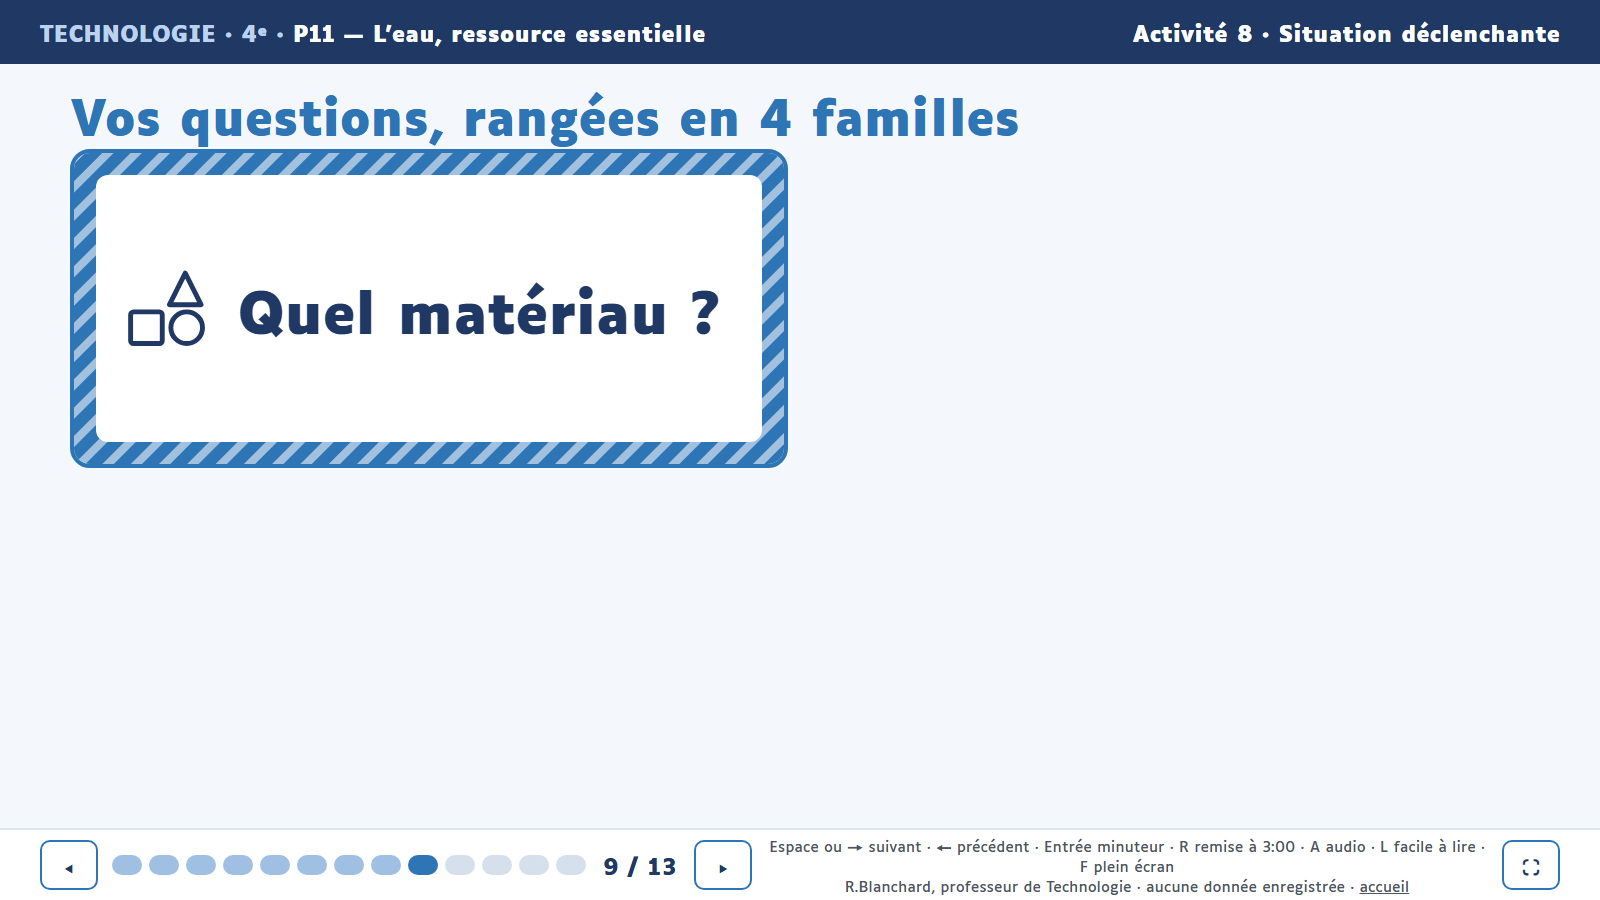 TECHNOLOGIE · 4ᵉ · P11 — L’eau, ressource essentielle
Activité 8 · Situation déclenchante
Vos questions, rangées en 4 familles
Quel matériau ?
9 / 13
Espace ou → suivant · ← précédent · Entrée minuteur · R remise à 3:00 · A audio · L facile à lire ·
F plein écran
R.Blanchard, professeur de Technologie · aucune donnée enregistrée · accueil